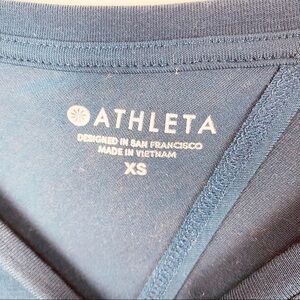 ATHLETA
DESIGNED IN SAN FRANCISCO
MADE IN VIETNAM
XS